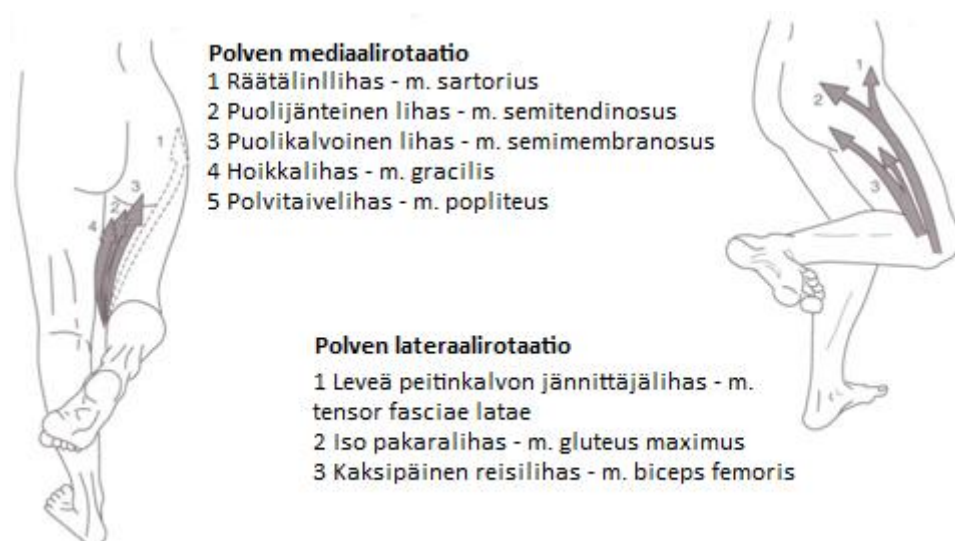 Polven mediaalirotaatio
1 Räätälinllihas - m. sartorius
2 Puolijänteinen lihas - m. semitendinosus
3 Puolikalvoinen lihas - m. semimembranosus
4 Hoikkalihas - m. gracilis
5 Polvitaivelihas - m. popliteus
1
2
3
4
1
2
3
Polven lateraalirotaatio
1 Leveä peitinkalvon jännittäjälihas - m.
tensor fasciae latae
2 Iso pakaralihas - m. gluteus maximus
3 Kaksipäinen reisilihas - m. biceps femoris